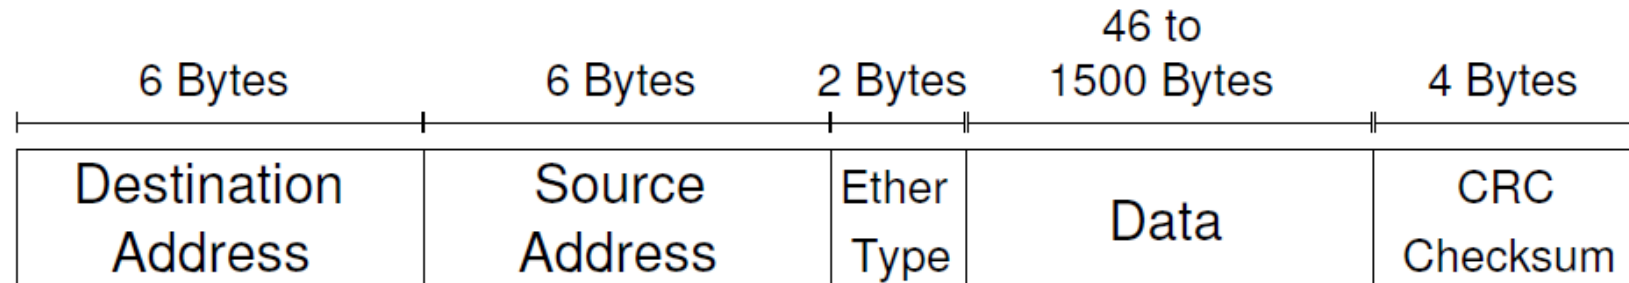 46 to
6 Bytes 6 Bytes 2 Bytes 1500 Bytes 4 Bytes
Destination Source Ether Data CRC
Address Address Type Checksum